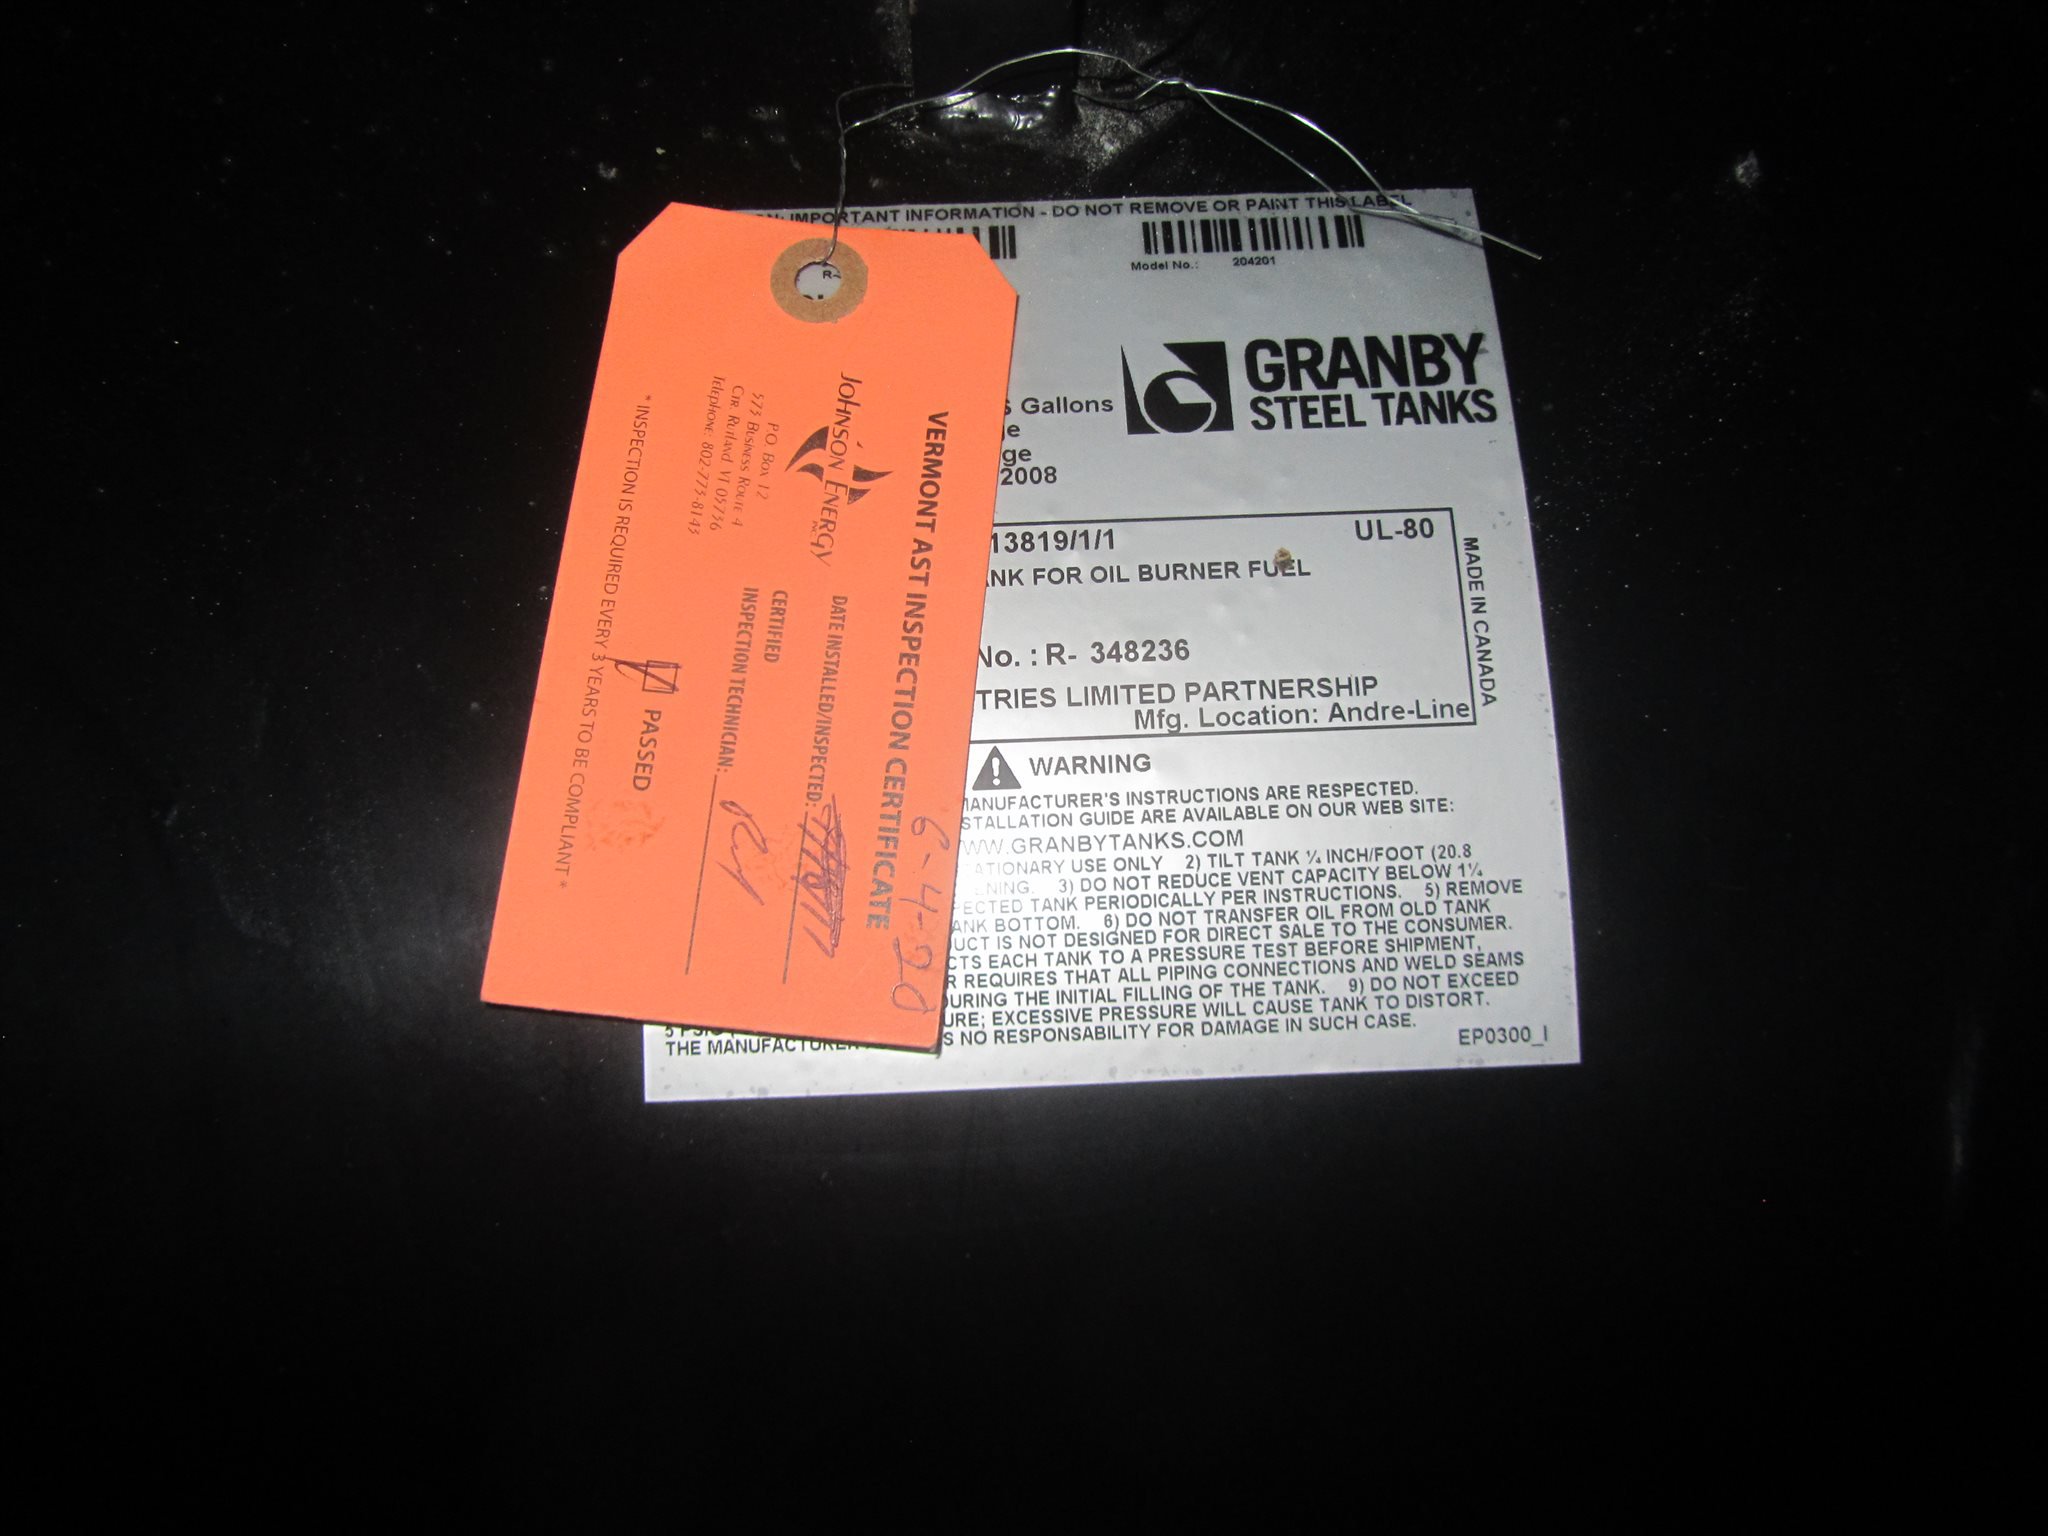 VERMONT AST INSPECTION CERTIFICATE
6-4-20
JOHNSON ENERGY
INC
P.O. Box 12
573 Business Route 4
Ctr. Rutland, VT 05736
Telephone: 802-773-8143
DATE INSTALLED/INSPECTED:
CERTIFIED
INSPECTION TECHNICIAN:
PASSED
* INSPECTION IS REQUIRED EVERY 3 YEARS TO BE COMPLIANT *
R-
IMPORTANT INFORMATION - DO NOT REMOVE OR PAINT THIS LABEL
Model No.: 204201
GRANBY
STEEL TANKS
Gallons
2008
13819/1/1 UL-80
FOR OIL BURNER FUEL
No. : R- 348236
LIMITED PARTNERSHIP
Mfg. Location: Andre-Line
MADE IN CANADA
WARNING
MANUFACTURER'S INSTRUCTIONS ARE RESPECTED.
GUIDE ARE AVAILABLE ON OUR WEB SITE:
WWW.GRANBYTANKS.COM
USE ONLY 2) TILT TANK ¼ INCH/FOOT (20.8
3) DO NOT REDUCE VENT CAPACITY BELOW 1¼
TANK PERIODICALLY PER INSTRUCTIONS. 5) REMOVE
BOTTOM. 6) DO NOT TRANSFER OIL FROM OLD TANK
IS NOT DESIGNED FOR DIRECT SALE TO THE CONSUMER.
EACH TANK TO A PRESSURE TEST BEFORE SHIPMENT,
REQUIRES THAT ALL PIPING CONNECTIONS AND WELD SEAMS
DURING THE INITIAL FILLING OF THE TANK. 9) DO NOT EXCEED
5 EXCESSIVE PRESSURE WILL CAUSE TANK TO DISTORT.
THE MANUFACTURER NO RESPONSABILITY FOR DAMAGE IN SUCH CASE.
EP0300_I